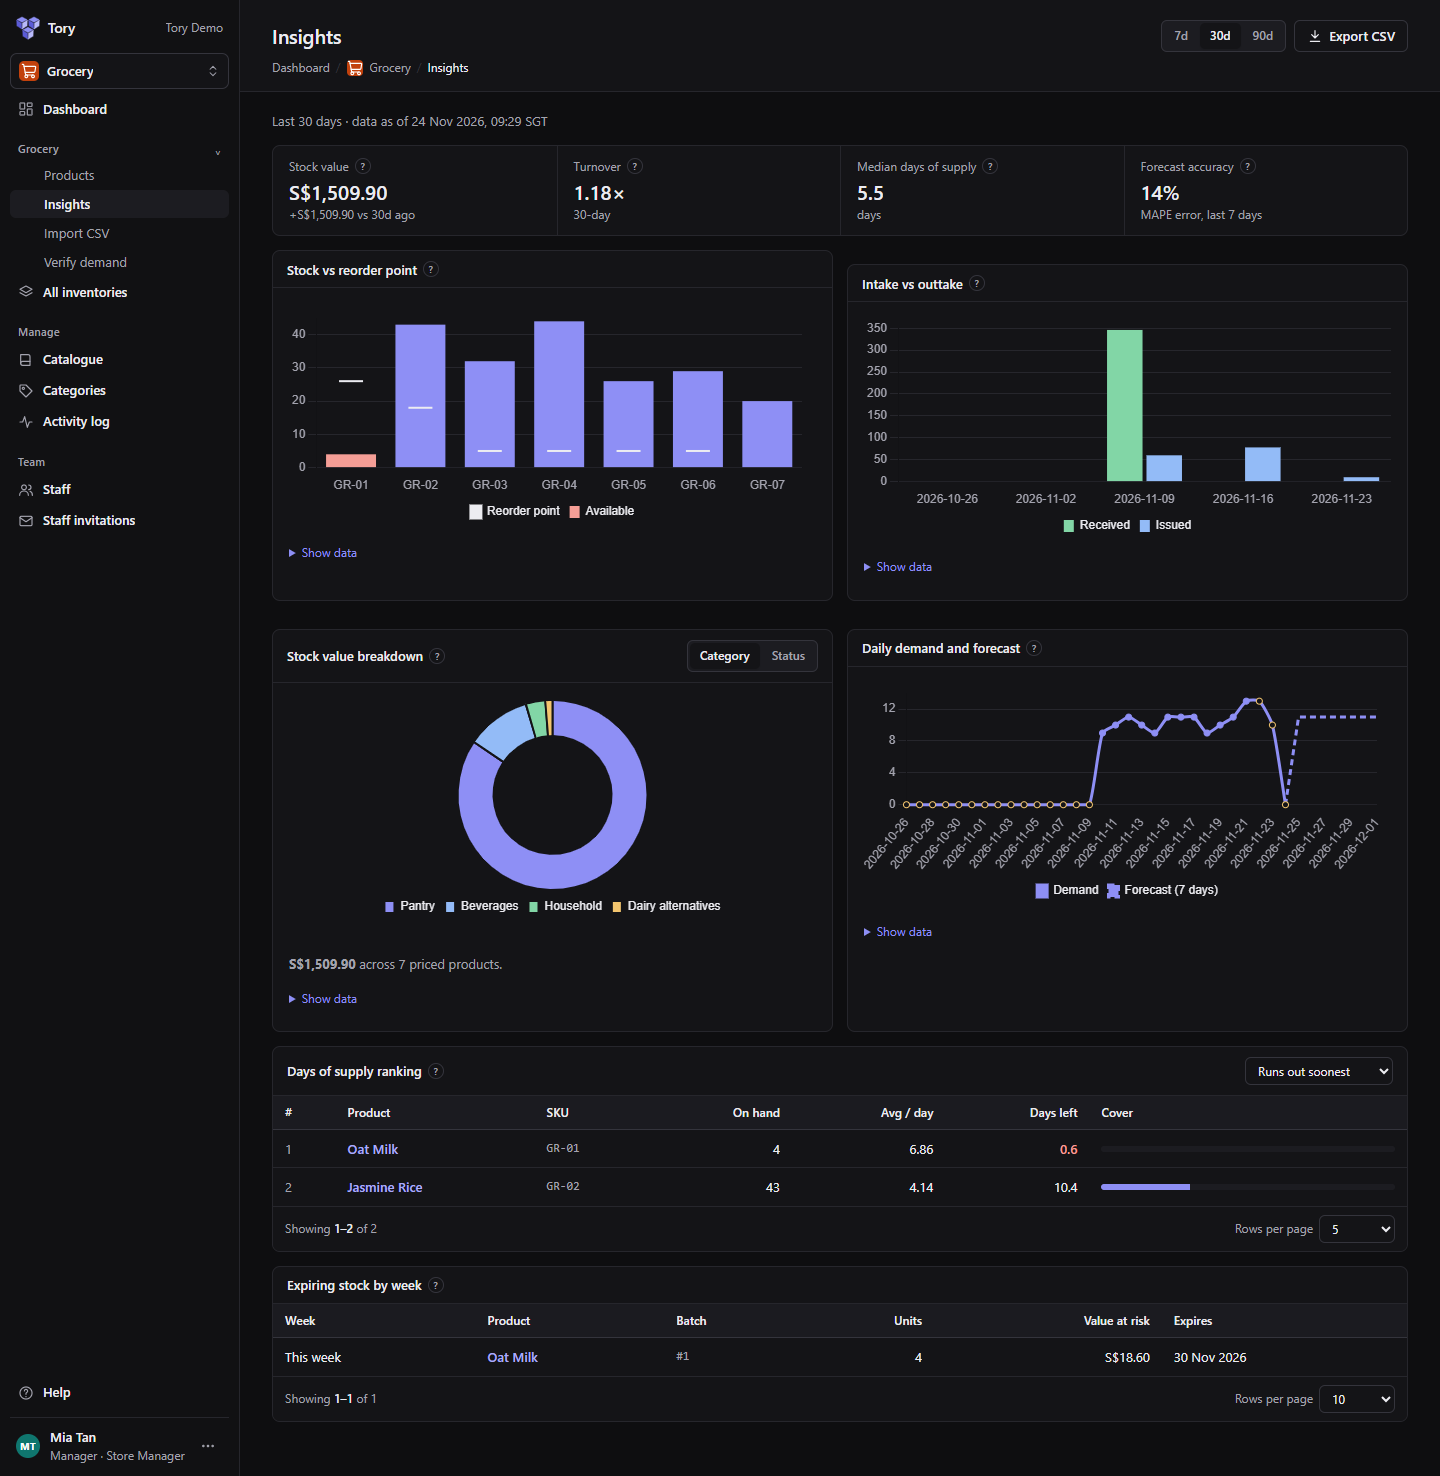 Tory
Tory Demo
Grocery
Dashboard
Grocery
Products
Insights
Import CSV
Verify demand
All inventories
Manage
Catalogue
Categories
Activity log
Team
Staff
Staff invitations
Help
MT
Mia Tan
Manager · Store Manager
Insights
Dashboard / Grocery / Insights
7d 30d 90d
Export CSV
Last 30 days · data as of 24 Nov 2026, 09:29 SGT
Stock value ?
S$1,509.90
+S$1,509.90 vs 30d ago
Turnover ?
1.18×
30-day
Median days of supply ?
5.5
days
Forecast accuracy ?
14%
MAPE error, last 7 days
Stock vs reorder point ?
40
30
20
10
0
GR-01 GR-02 GR-03 GR-04 GR-05 GR-06 GR-07
Reorder point Available
Show data
Intake vs outtake ?
350
300
250
200
150
100
50
0
2026-10-26 2026-11-02 2026-11-09 2026-11-16 2026-11-23
Received Issued
Show data
Stock value breakdown ?
Category Status
Pantry Beverages Household Dairy alternatives
S$1,509.90 across 7 priced products.
Show data
Daily demand and forecast ?
12
8
4
0
2026-10-26 2026-10-28 2026-10-30 2026-11-01 2026-11-03 2026-11-05 2026-11-07 2026-11-09 2026-11-11 2026-11-13 2026-11-15 2026-11-17 2026-11-19 2026-11-21 2026-11-23 2026-11-25 2026-11-27 2026-11-29 2026-12-01
Demand Forecast (7 days)
Show data
Days of supply ranking ?
Runs out soonest
# Product SKU On hand Avg / day Days left Cover
1 Oat Milk GR-01 4 6.86 0.6
2 Jasmine Rice GR-02 43 4.14 10.4
Showing 1–2 of 2
Rows per page 5
Expiring stock by week ?
Week Product Batch Units Value at risk Expires
This week Oat Milk #1 4 S$18.60 30 Nov 2026
Showing 1–1 of 1
Rows per page 10